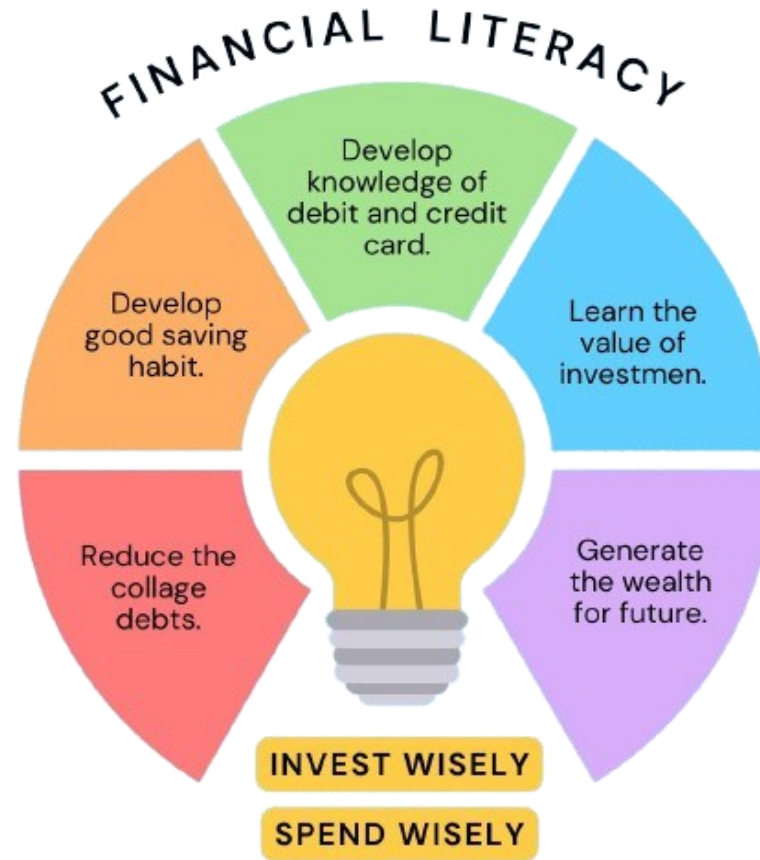 FINANCIAL LITERACY
Develop
knowledge of
debit and credit
card.
Develop
good saving
habit.
Learn the
value of
investmen.
Reduce the
collage
debts.
Generate
the wealth
for future.
INVEST WISELY
SPEND WISELY